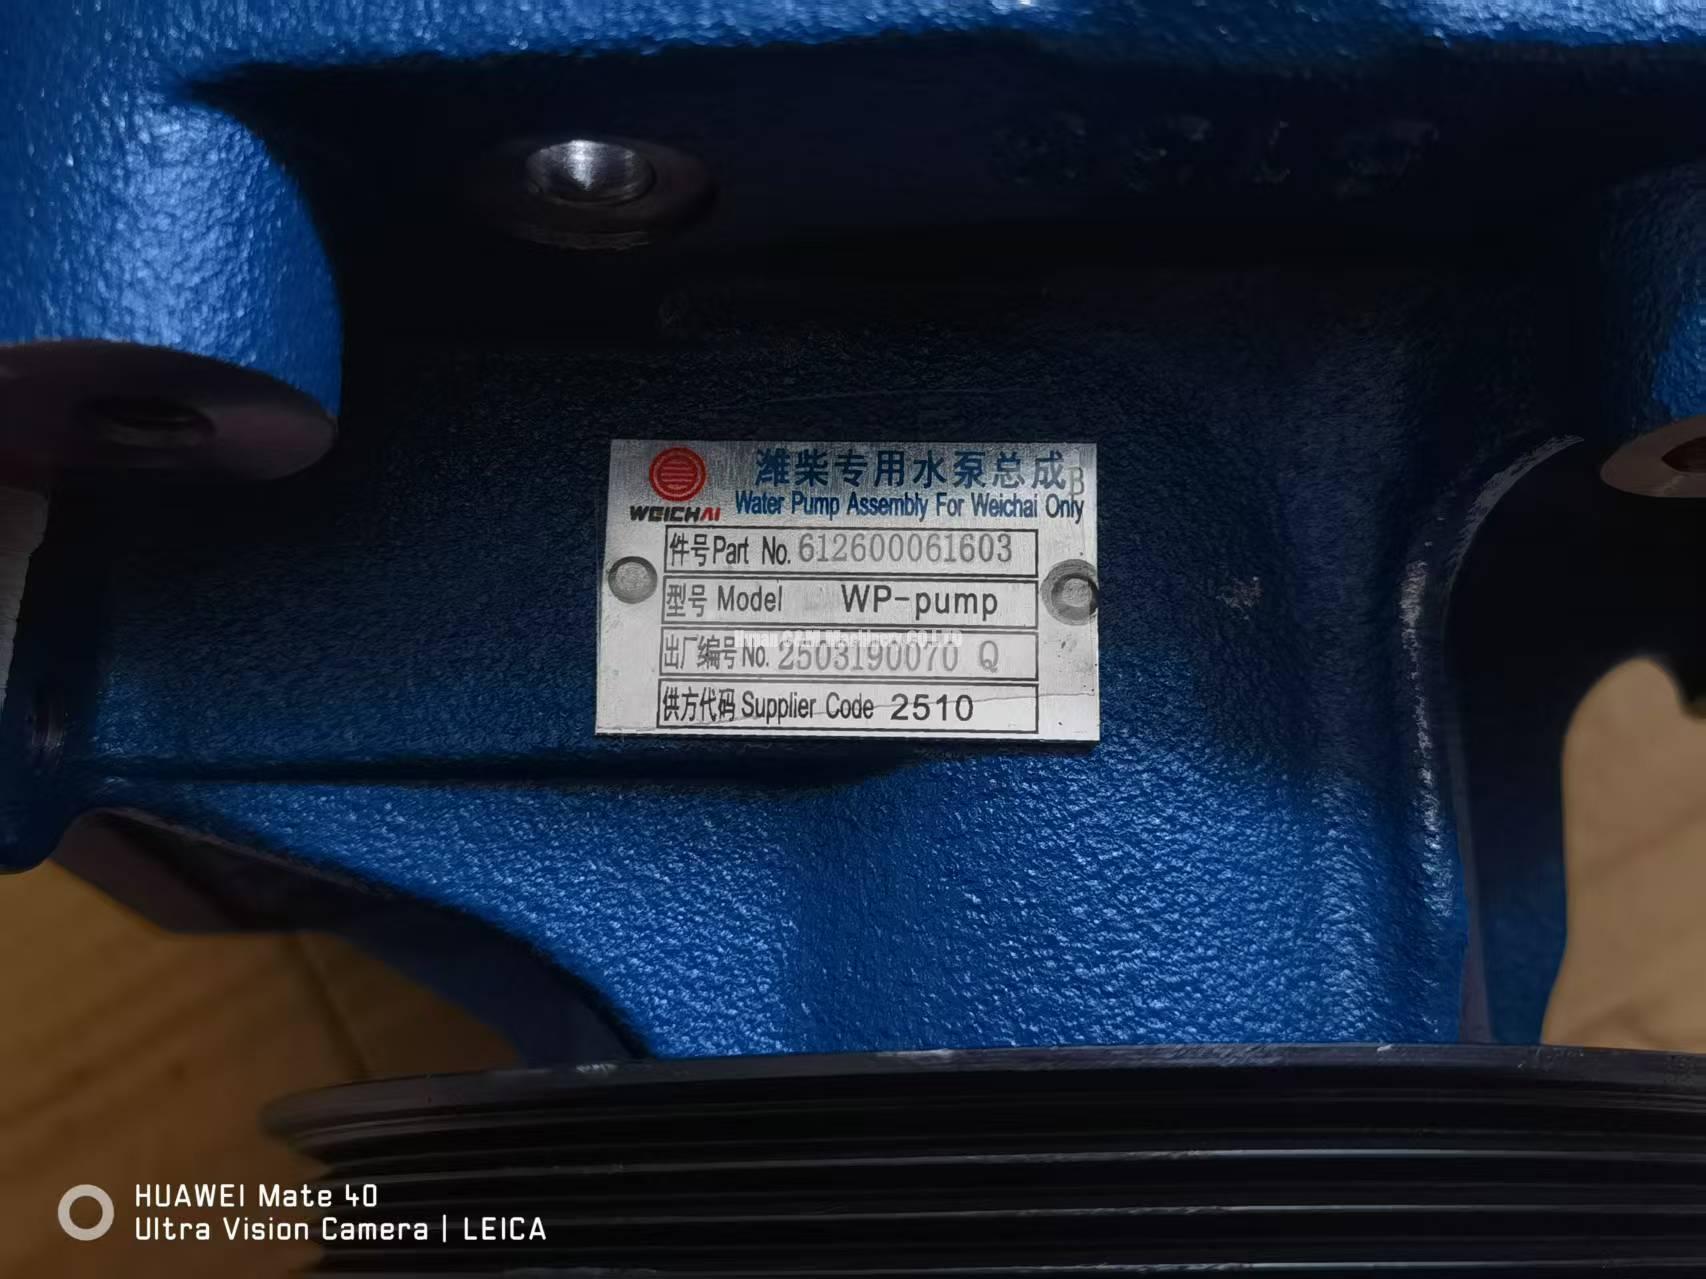 潍柴专用水泵总成B
WEICHAI
Water Pump Assembly For Weichai Only
件号Part No. 612600061603
型号 Model WP-pump
出厂编号No. 2503190070 Q
供方代码 Supplier Code 2510
HUAWEI Mate 40
Ultra Vision Camera | LEICA